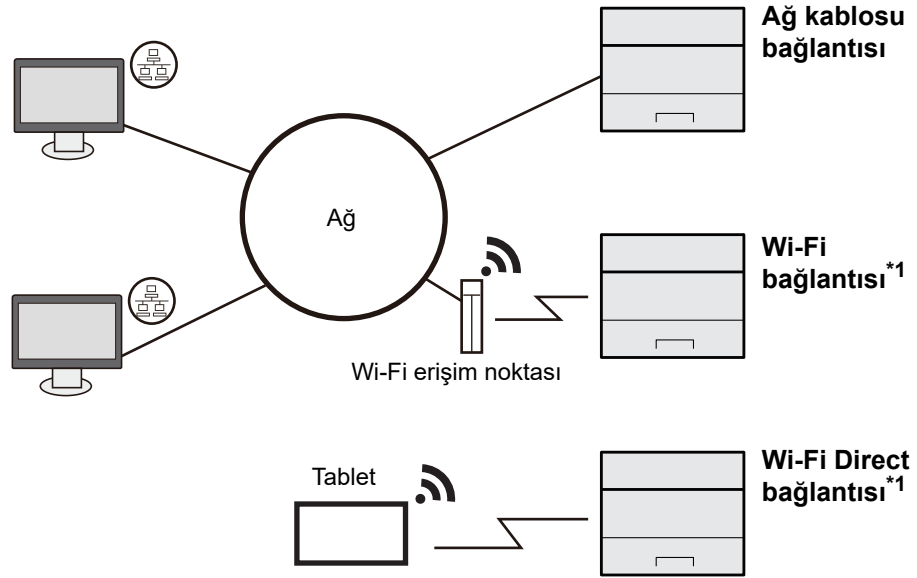 Ağ kablosu
bağlantısı
Ağ
Wi-Fi
bağlantısı*1
Wi-Fi erişim noktası
Tablet
Wi-Fi Direct
bağlantısı*1